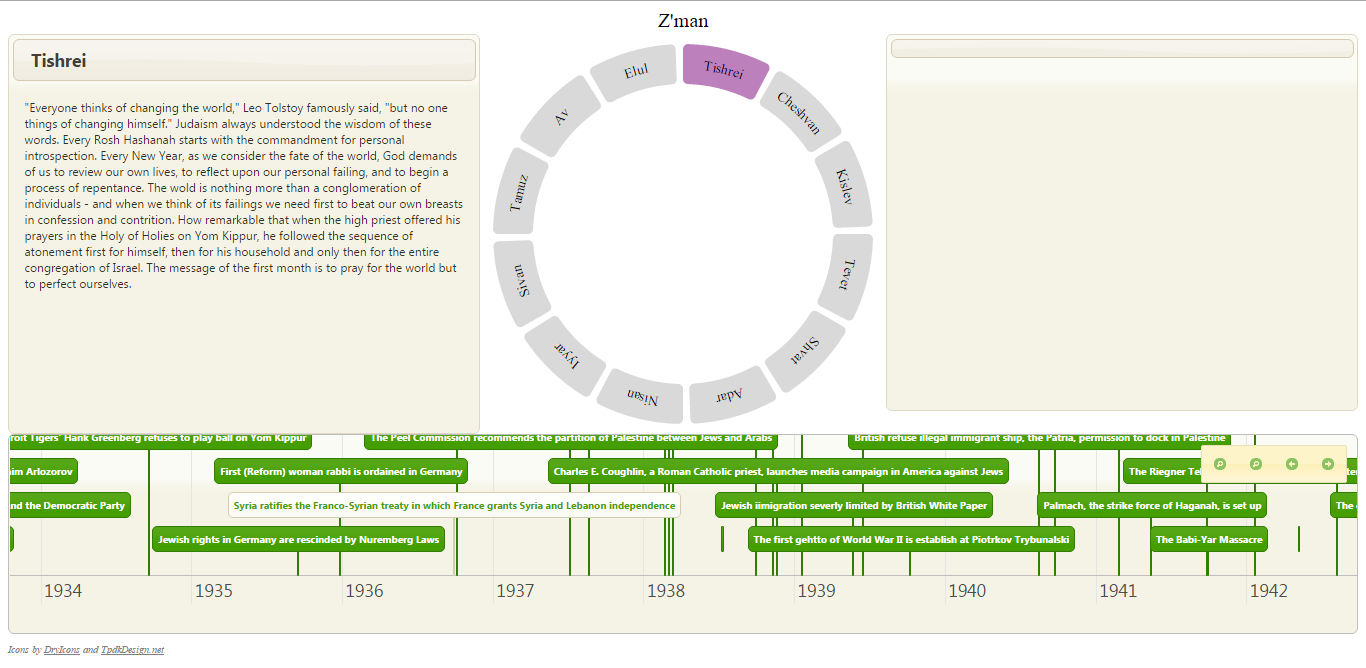 Z'man
Tishrei
"Everyone thinks of changing the world," Leo Tolstoy famously said, "but no one
things of changing himself." Judaism always understood the wisdom of these
words. Every Rosh Hashanah starts with the commandment for personal
introspection. Every New Year, as we consider the fate of the world, God demands
of us to review our own lives, to reflect upon our personal failing, and to begin a
process of repentance. The wold is nothing more than a conglomeration of
individuals - and when we think of its failings we need first to beat our own breasts
in confession and contrition. How remarkable that when the high priest offered his
prayers in the Holy of Holies on Yom Kippur, he followed the sequence of
atonement first for himself, then for his household and only then for the entire
congregation of Israel. The message of the first month is to pray for the world but
to perfect ourselves.
Tishrei
Cheshvan
Kislev
Tevet
Shvat
Adar
Nisan
Iyyar
Sivan
Tamuz
Av
Elul
roit Tigers' Hank Greenberg refuses to play ball on Yom Kippur
The Peel Commission recommends the partition of Palestine between Jews and Arabs
British refuse illegal immigrant ship, the Patria, permission to dock in Palestine
im Arlozorov
First (Reform) woman rabbi is ordained in Germany
Charles E. Coughlin, a Roman Catholic priest, launches media campaign in America against Jews
The Riegner Tel
nd the Democratic Party
Syria ratifies the Franco-Syrian treaty in which France grants Syria and Lebanon independence
Jewish iimigration severly limited by British White Paper
Palmach, the strike force of Haganah, is set up
The
Jewish rights in Germany are rescinded by Nuremberg Laws
The first gehtto of World War II is establish at Piotrkov Trybunalski
The Babi-Yar Massacre
1934
1935
1936
1937
1938
1939
1940
1941
1942
Icons by DryIcons and TpdkDesign.net